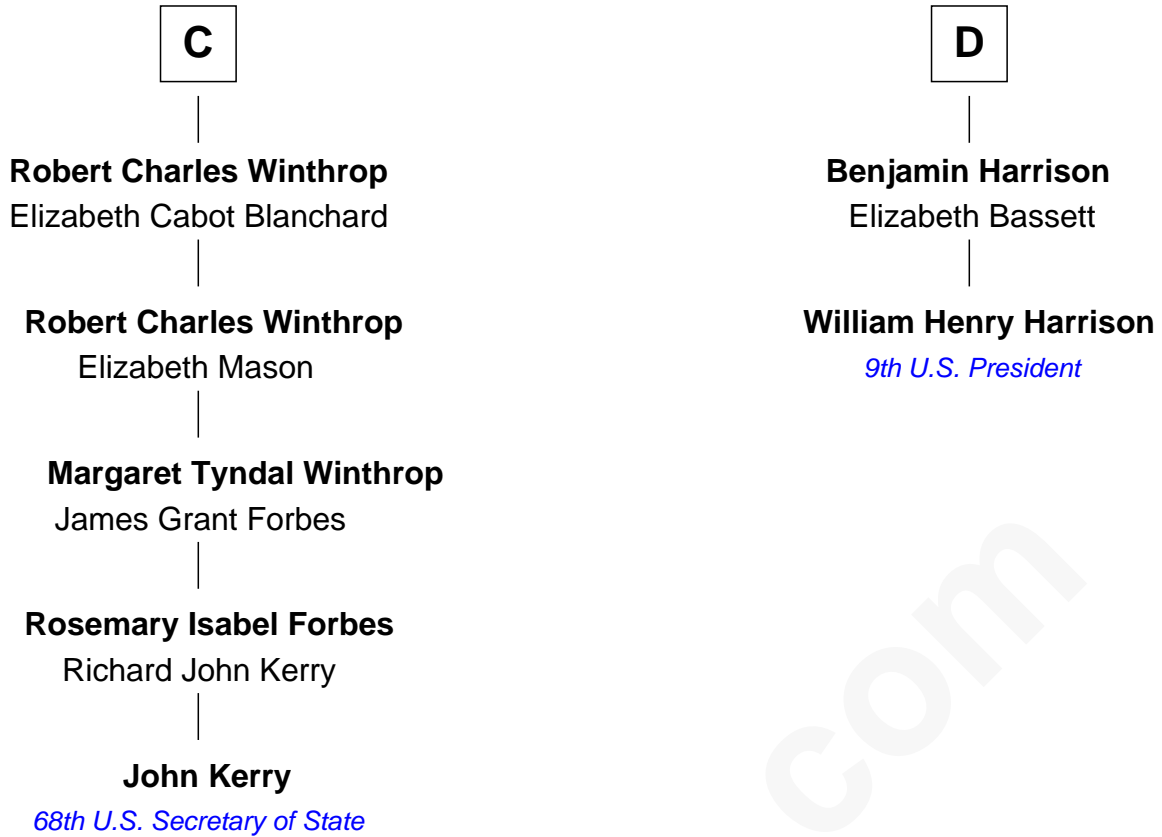 C
Robert Charles Winthrop
Elizabeth Cabot Blanchard
Robert Charles Winthrop
Elizabeth Mason
Margaret Tyndal Winthrop
James Grant Forbes
Rosemary Isabel Forbes
Richard John Kerry
John Kerry
68th U.S. Secretary of State
D
Benjamin Harrison
Elizabeth Bassett
William Henry Harrison
9th U.S. President
com